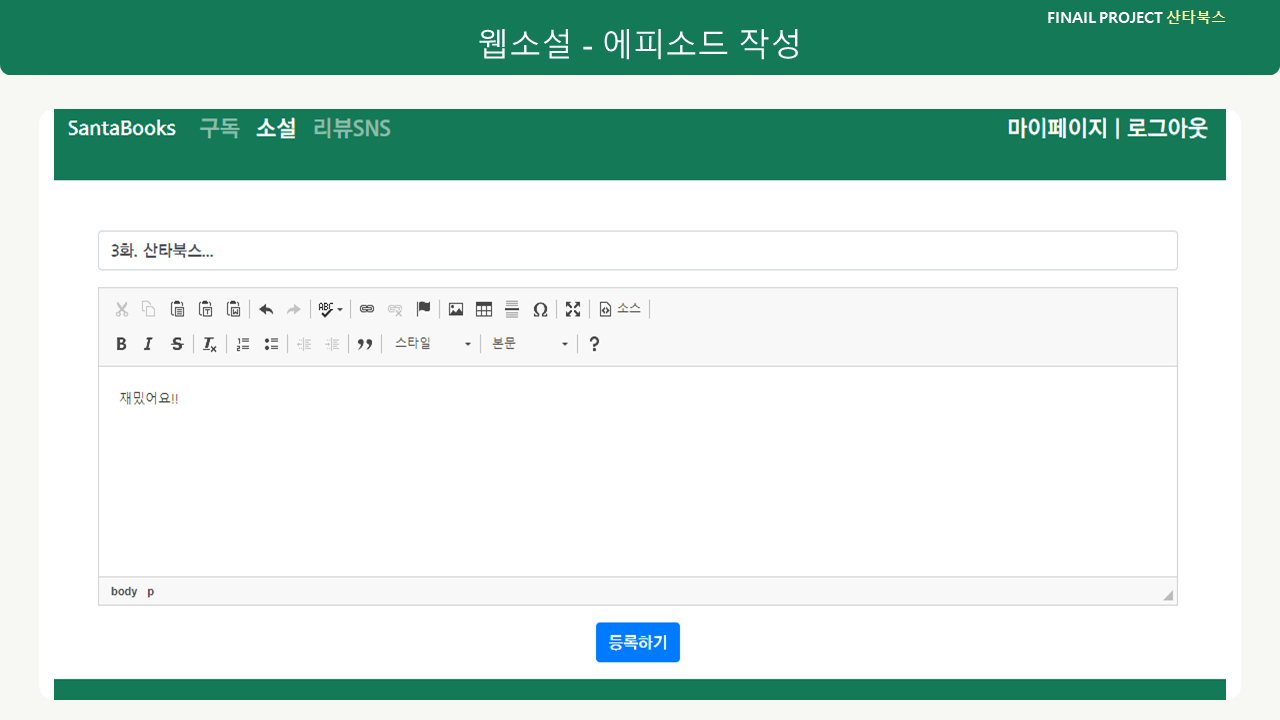 FINAIL PROJECT 산타북스
웹소설 - 에피소드 작성
SantaBooks 구독 소설 리뷰SNS 마이페이지 | 로그아웃
3화. 산타북스...
소스
스타일 본문
재밌어요!!
body p
등록하기